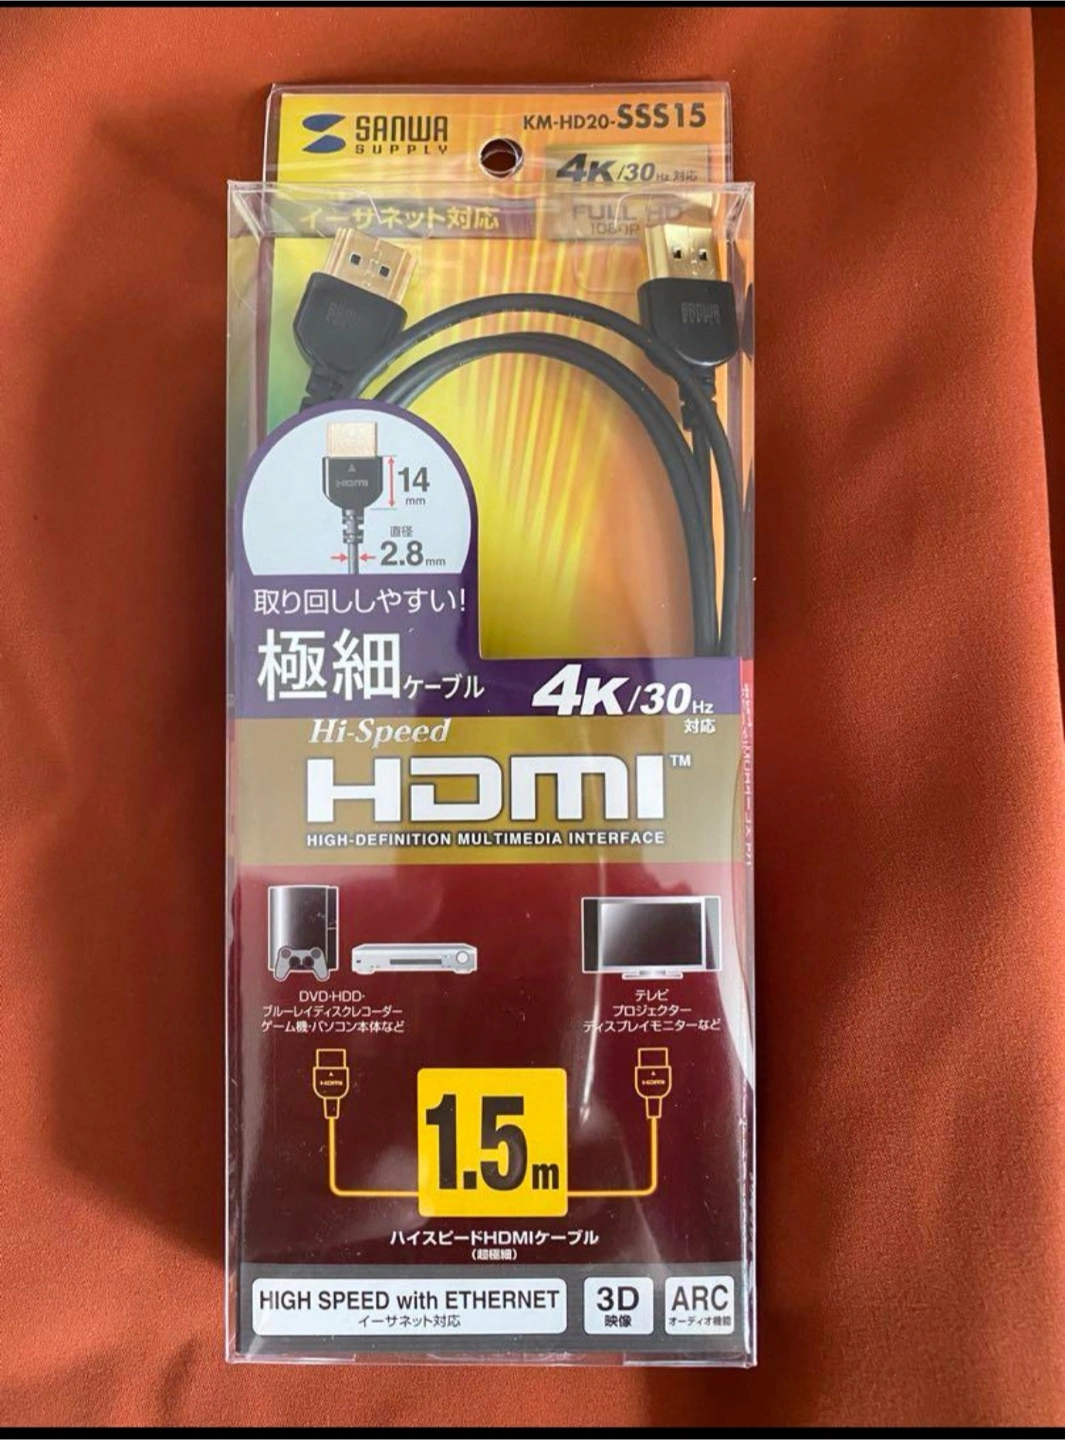 SANWA
SUPPLY
KM-HD20-SSS15
4K/30Hz対応
イーサネット対応
FULL HD
1080P
SANWA
SUPPLY
HDMI
14
mm
直径
2.8mm
取り回ししやすい!
極細ケーブル
4K/30Hz
対応
Hi-Speed
HDMI™
HIGH-DEFINITION MULTIMEDIA INTERFACE
DVD・HDD・
ブルーレイディスクレコーダー
ゲーム機・パソコン本体など
テレビ
プロジェクター
ディスプレイモニターなど
HDMI
HDMI
1.5m
ハイスピードHDMIケーブル
(超極細)
HIGH SPEED with ETHERNET
イーサネット対応
3D
映像
ARC
オーディオ機能